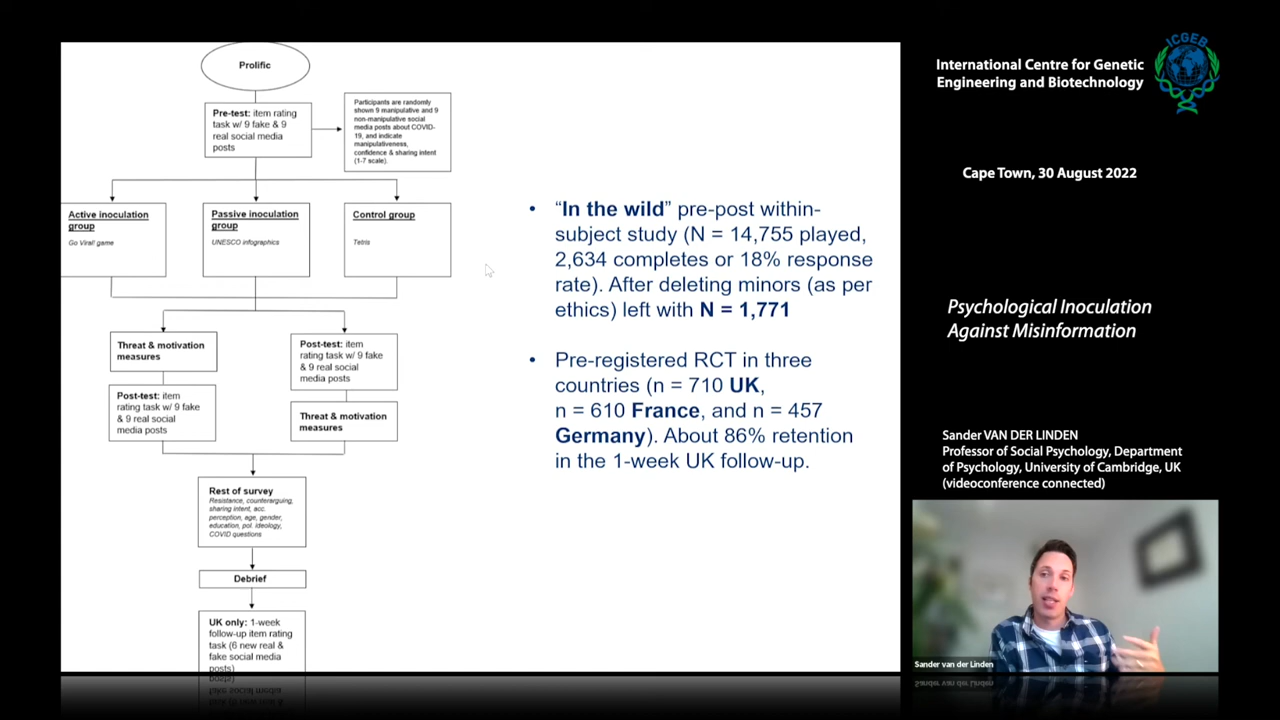 Prolific
Pre-test: item rating
task w/ 9 fake & 9
real social media
posts
Participants are randomly
shown 9 manipulative and 9
non-manipulative social
media posts about COVID-
19, and indicate
manipulativeness,
confidence & sharing intent
(1-7 scale).
Active inoculation
group
Go Viral! game
Passive inoculation
group
UNESCO infographics
Control group
Tetris
Threat & motivation
measures
Post-test: item
rating task w/ 9 fake
& 9 real social
media posts
Post-test: item
rating task w/ 9 fake
& 9 real social
media posts
Threat & motivation
measures
Rest of survey
Resistance, counterarguing,
sharing intent, acc.
perception, age, gender,
education, pol. ideology,
COVID questions
Debrief
UK only: 1-week
follow-up item rating
task (6 new real &
fake social media
posts)
• “In the wild” pre-post within-
subject study (N = 14,755 played,
2,634 completes or 18% response
rate). After deleting minors (as per
ethics) left with N = 1,771
• Pre-registered RCT in three
countries (n = 710 UK,
n = 610 France, and n = 457
Germany). About 86% retention
in the 1-week UK follow-up.
International Centre for Genetic
Engineering and Biotechnology
ICGEB
Cape Town, 30 August 2022
Psychological Inoculation
Against Misinformation
Sander VAN DER LINDEN
Professor of Social Psychology, Department
of Psychology, University of Cambridge, UK
(videoconference connected)
Sander van der Linden